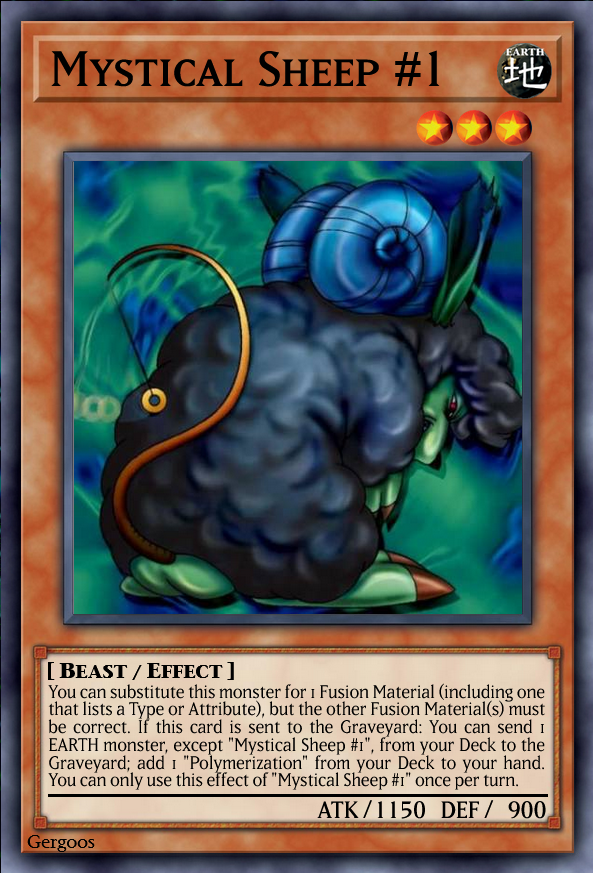 Mystical Sheep #1
EARTH
地
[ Beast / Effect ]
You can substitute this monster for 1 Fusion Material (including one
that lists a Type or Attribute), but the other Fusion Material(s) must
be correct. If this card is sent to the Graveyard: You can send 1
EARTH monster, except "Mystical Sheep #1", from your Deck to the
Graveyard; add 1 "Polymerization" from your Deck to your hand.
You can only use this effect of "Mystical Sheep #1" once per turn.
ATK/1150 DEF/ 900
Gergoos